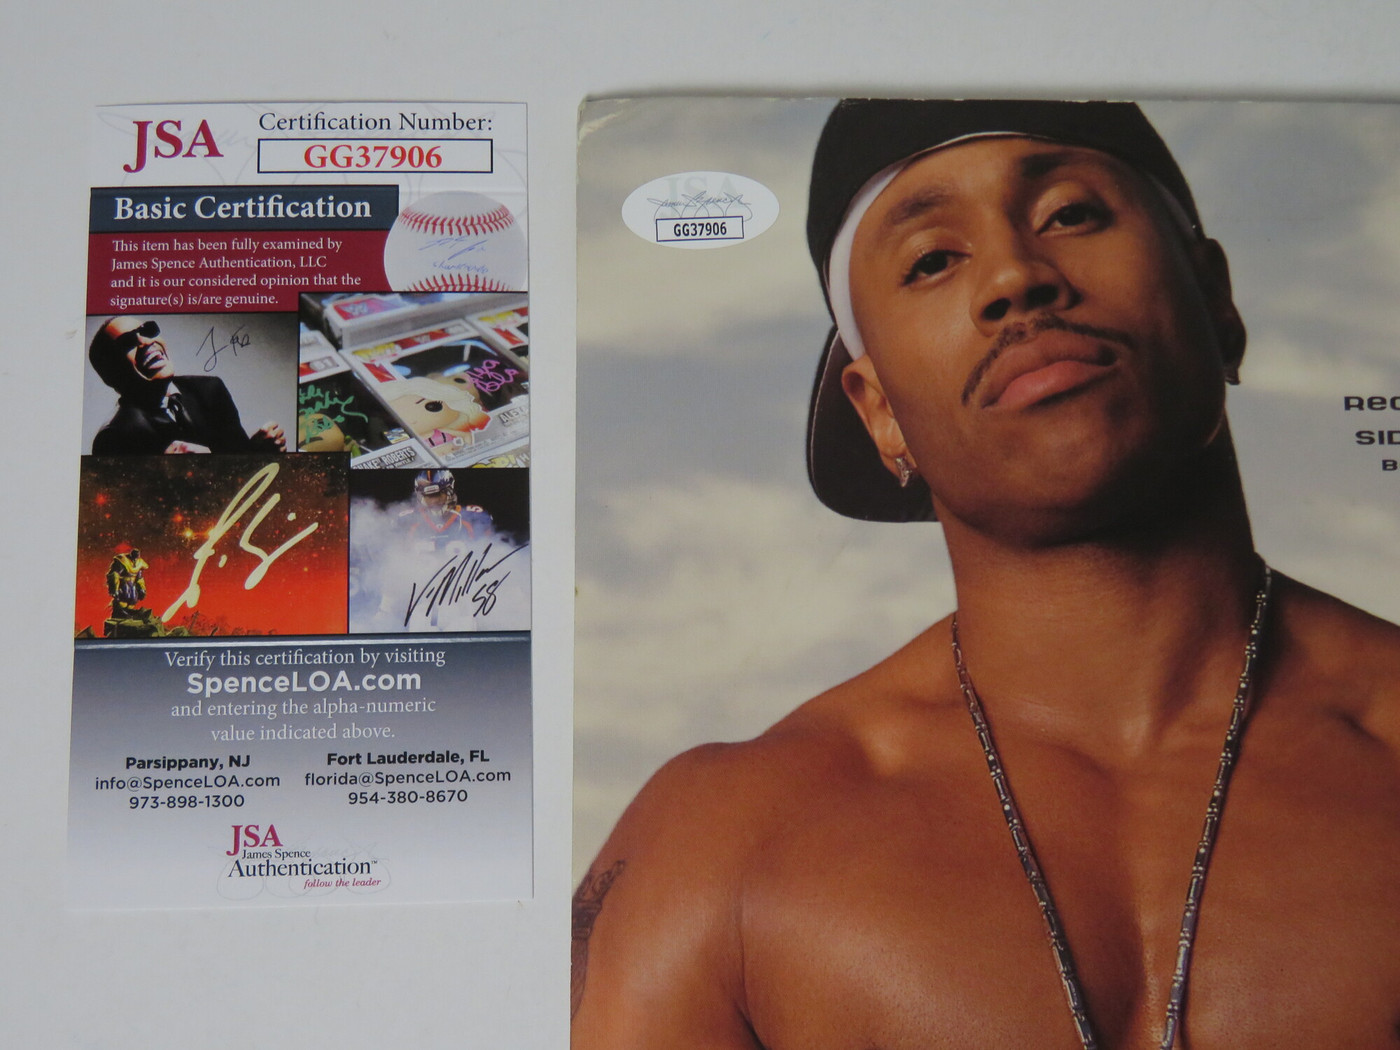 JSA
Certification Number:
GG37906
Basic Certification
This item has been fully examined by
James Spence Authentication, LLC
and it is our considered opinion that the
signature(s) is/are genuine.
Verify this certification by visiting
SpenceLOA.com
and entering the alpha-numeric
value indicated above.
Parsippany, NJ
info@SpenceLOA.com
973-898-1300
Fort Lauderdale, FL
florida@SpenceLOA.com
954-380-8670
JSA
James Spence
Authentication™
follow the leader
JSA
GG37906
Rec
SID
B